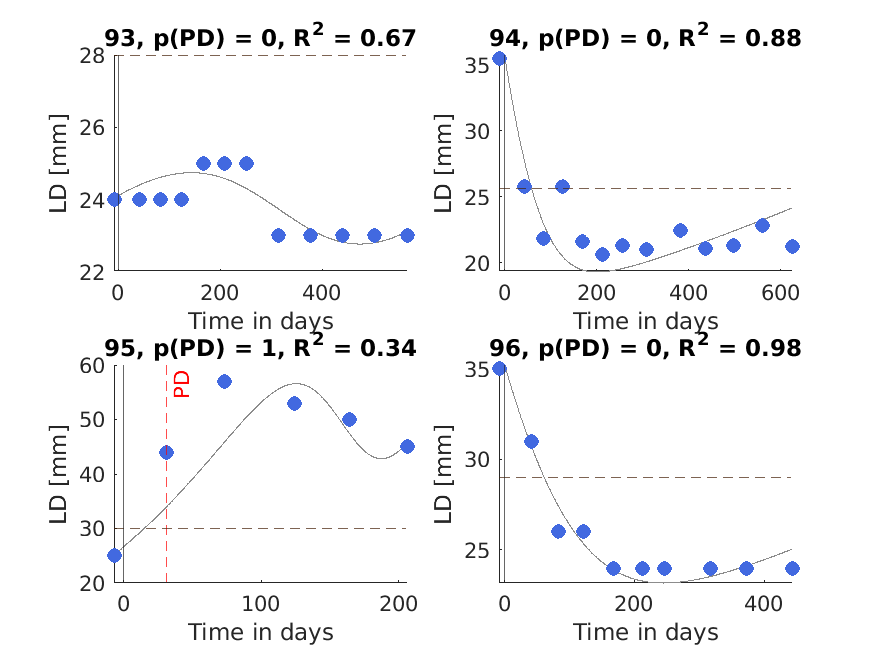 93, p(PD) = 0, R² = 0.67
28
26
24
22
LD [mm]
0
200
400
Time in days
94, p(PD) = 0, R² = 0.88
35
30
25
20
LD [mm]
0
200
400
600
Time in days
95, p(PD) = 1, R² = 0.34
60
50
40
30
20
LD [mm]
PD
0
100
200
Time in days
96, p(PD) = 0, R² = 0.98
35
30
25
LD [mm]
0
200
400
Time in days